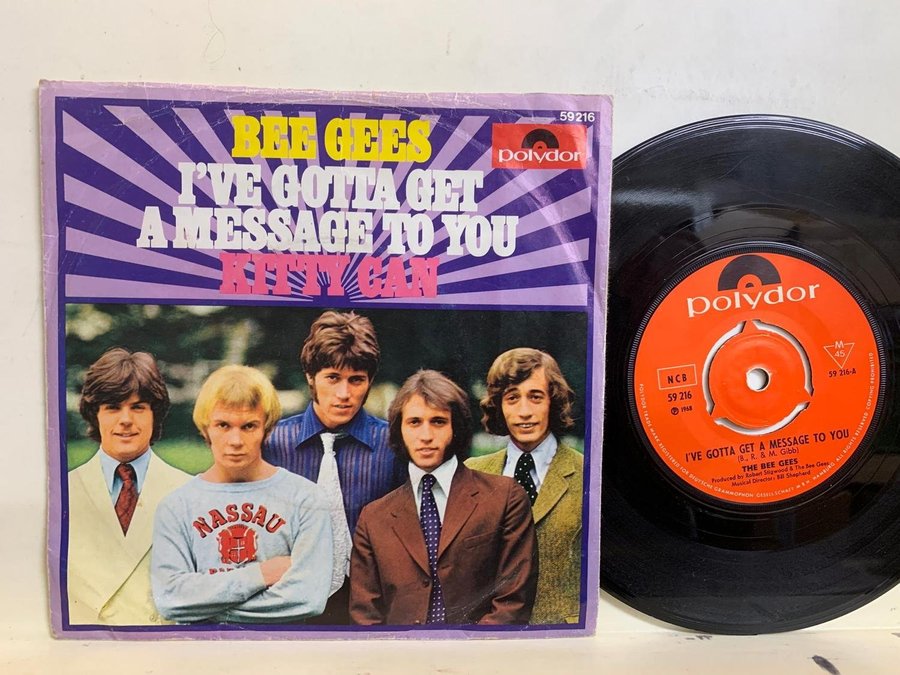 59216
BEE GEES
polydor
I'VE GOTTA GET
A MESSAGE TO YOU
KITTY CAN
NASSAU
polydor
M
45
NCB
59 216
℗ 1968
59 216-A
I'VE GOTTA GET A MESSAGE TO YOU
(B., R. & M. Gibb)
THE BEE GEES
Produced by Robert Stigwood & The Bee Gees
Musical Director: Bill Shepherd